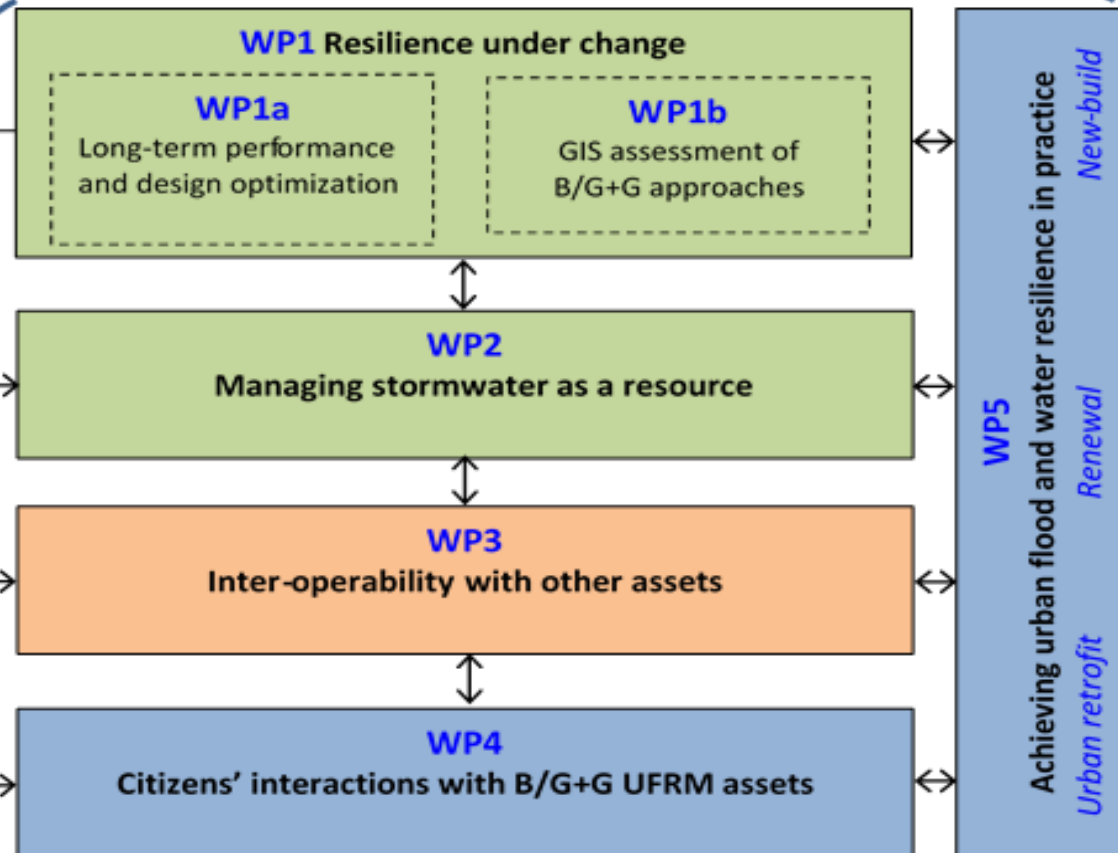 WP1 Resilience under change
WP1a
Long-term performance
and design optimization
WP1b
GIS assessment of
B/G+G approaches
WP2
Managing stormwater as a resource
WP3
Inter-operability with other assets
WP4
Citizens’ interactions with B/G+G UFRM assets
WP5
Achieving urban flood and water resilience in practice
Urban retrofit
Renewal
New-build